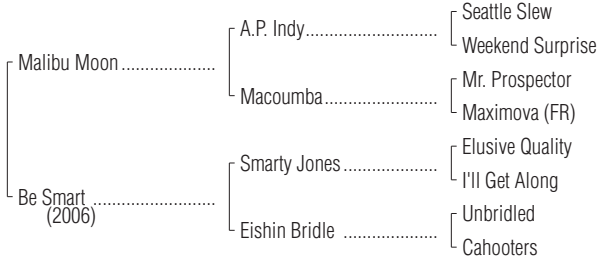 Seattle Slew
A.P. Indy....................
Weekend Surprise
Malibu Moon..............
Mr. Prospector
Macoumba.................
Maximova (FR)
Elusive Quality
Smarty Jones..............
I'll Get Along
Be Smart ..................
(2006)
Unbridled
Eishin Bridle ..............
Cahooters